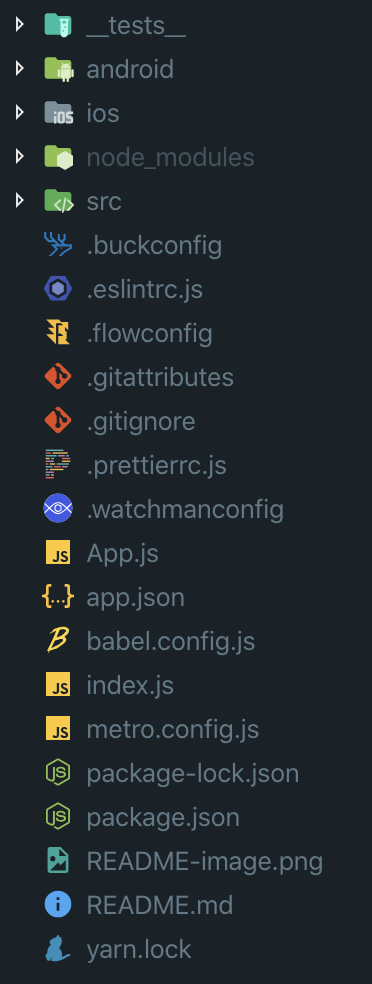 __tests__
android
ios
node_modules
src
.buckconfig
.eslintrc.js
.flowconfig
.gitattributes
.gitignore
.prettierrc.js
.watchmanconfig
App.js
app.json
babel.config.js
index.js
metro.config.js
package-lock.json
package.json
README-image.png
README.md
yarn.lock